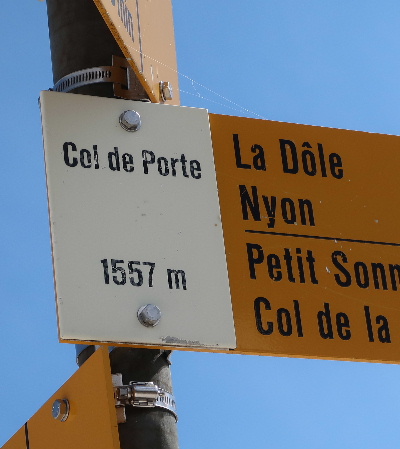 Col de Porte
1557 m
La Dôle
Nyon
Petit Sonn
Col de la